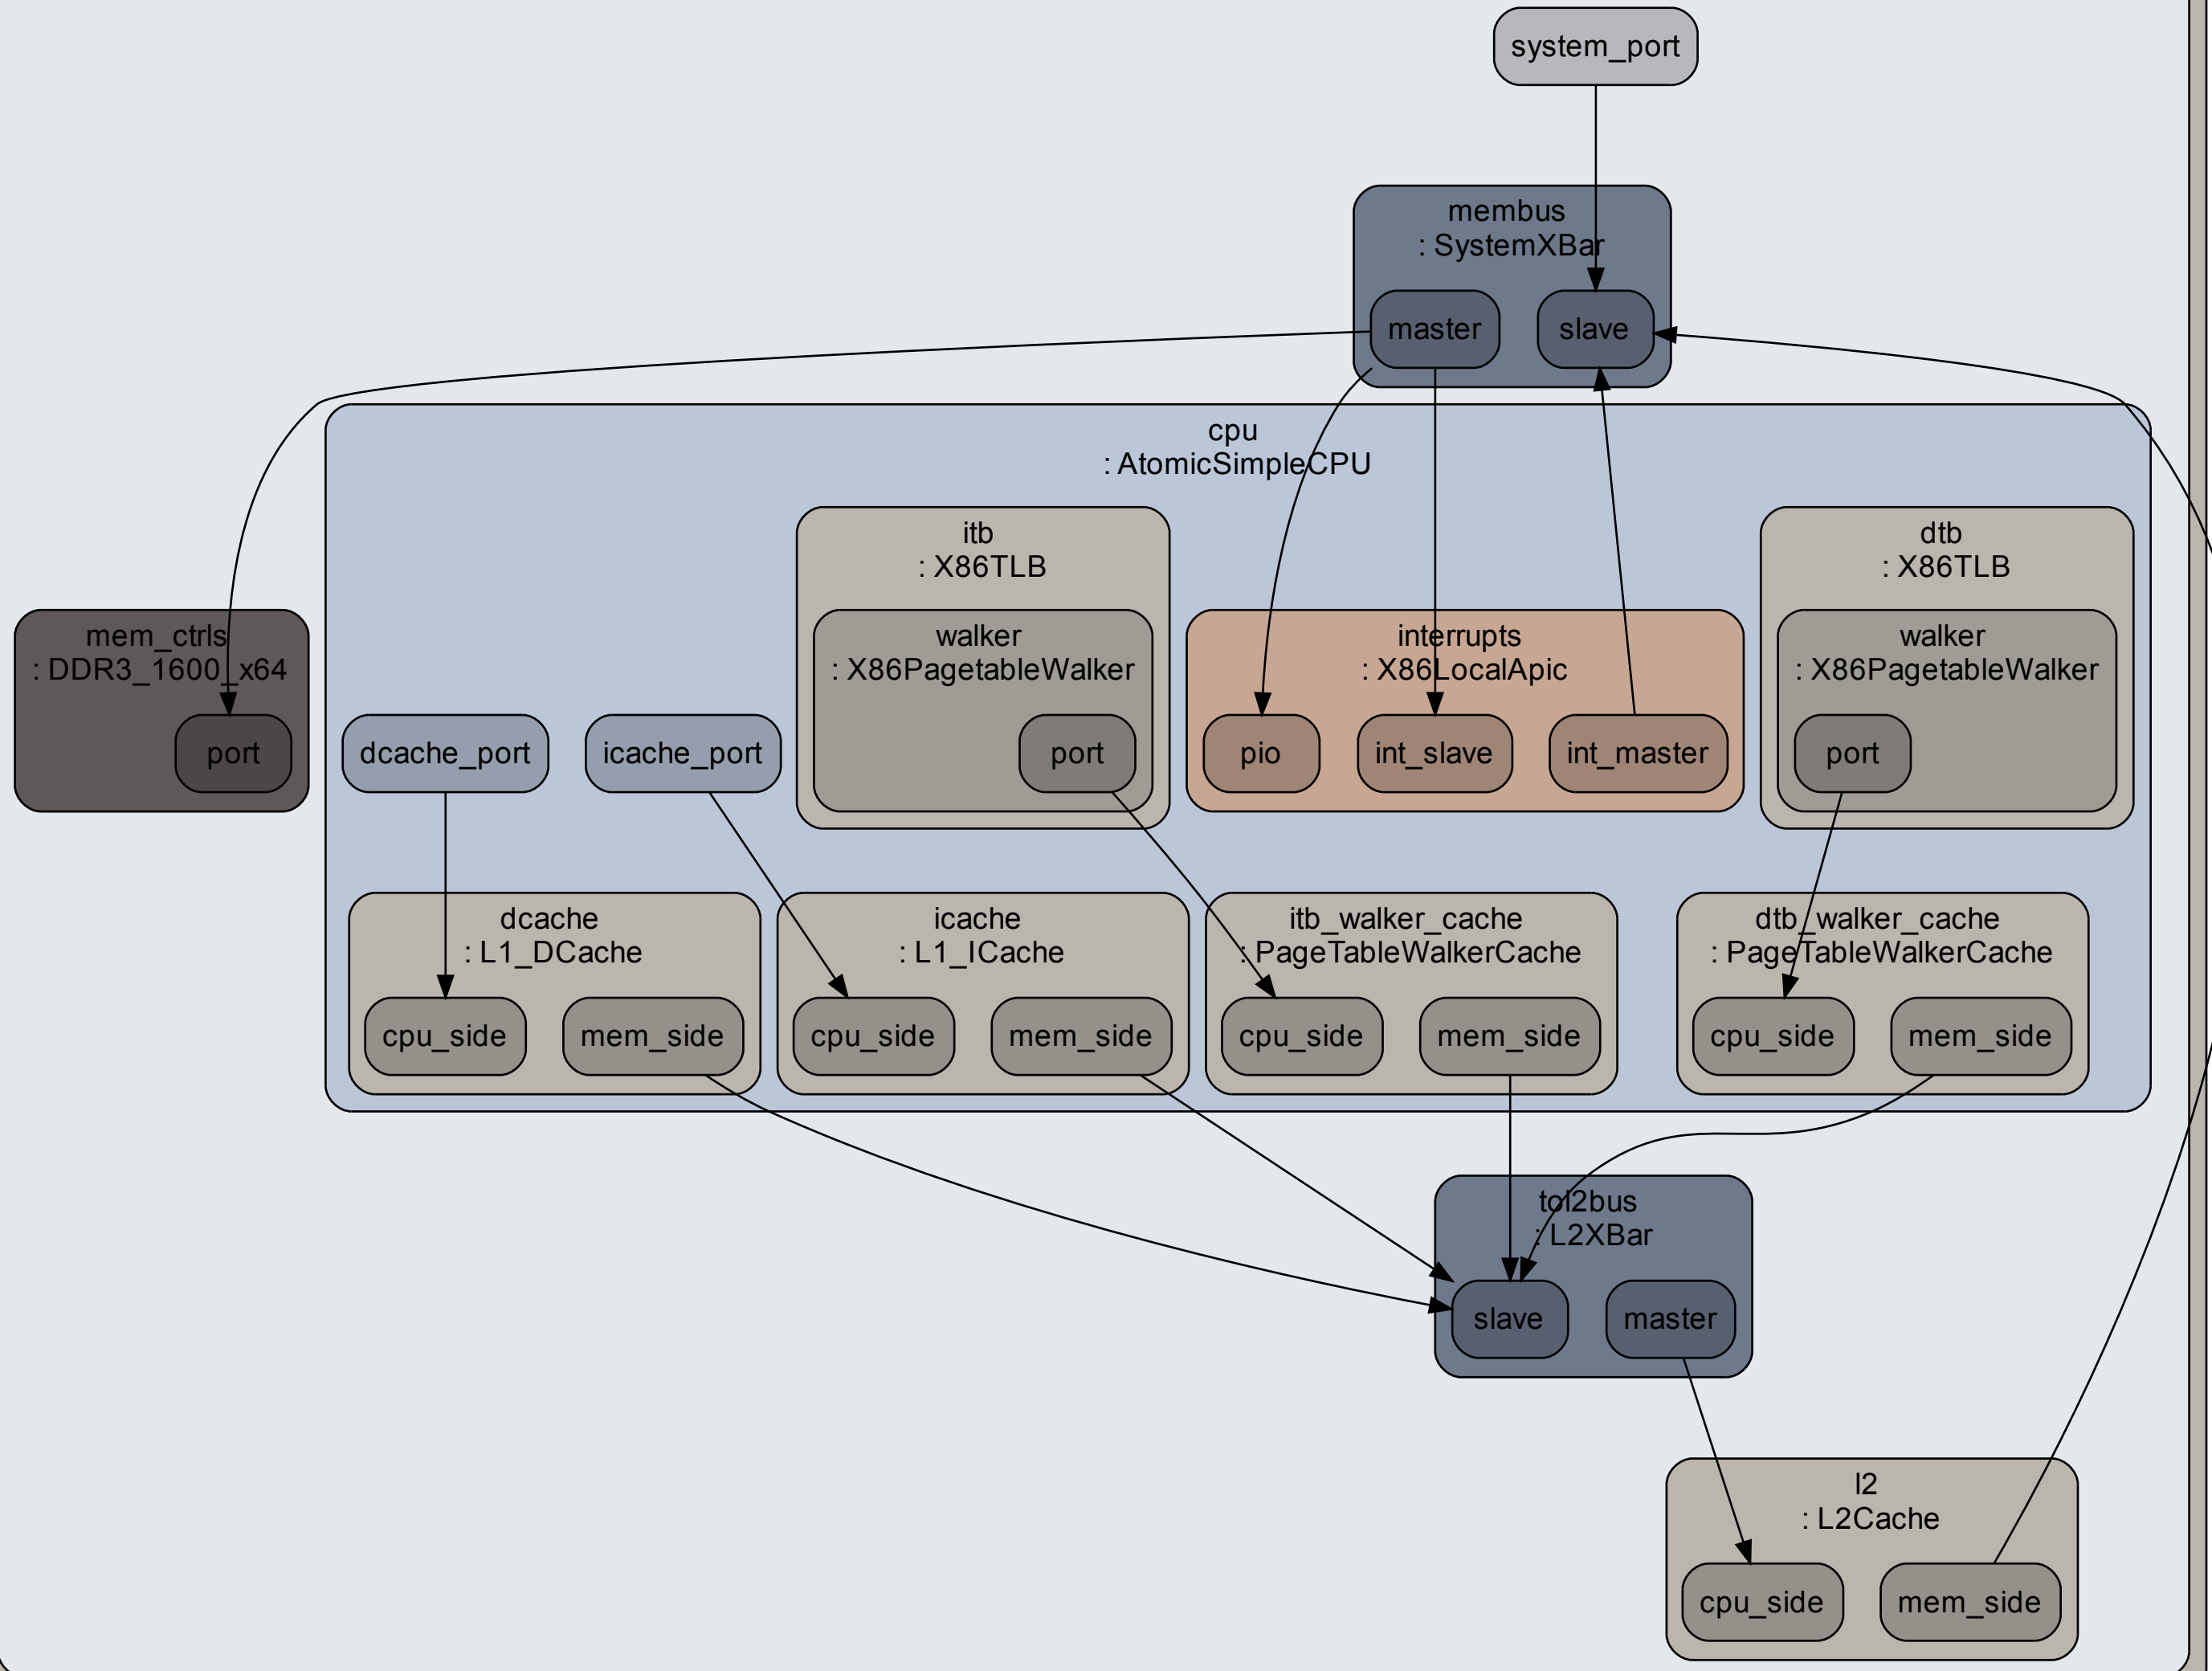 system_port
membus
: SystemXBar
master
slave
cpu
: AtomicSimpleCPU
itb
: X86TLB
dtb
: X86TLB
mem_ctrls
: DDR3_1600_x64
walker
: X86PagetableWalker
interrupts
: X86LocalApic
walker
: X86PagetableWalker
port
dcache_port
icache_port
port
pio
int_slave
int_master
port
dcache
: L1_DCache
icache
: L1_ICache
itb_walker_cache
: PageTableWalkerCache
dtb_walker_cache
: PageTableWalkerCache
cpu_side
mem_side
cpu_side
mem_side
cpu_side
mem_side
cpu_side
mem_side
tol2bus
: L2XBar
slave
master
l2
: L2Cache
cpu_side
mem_side